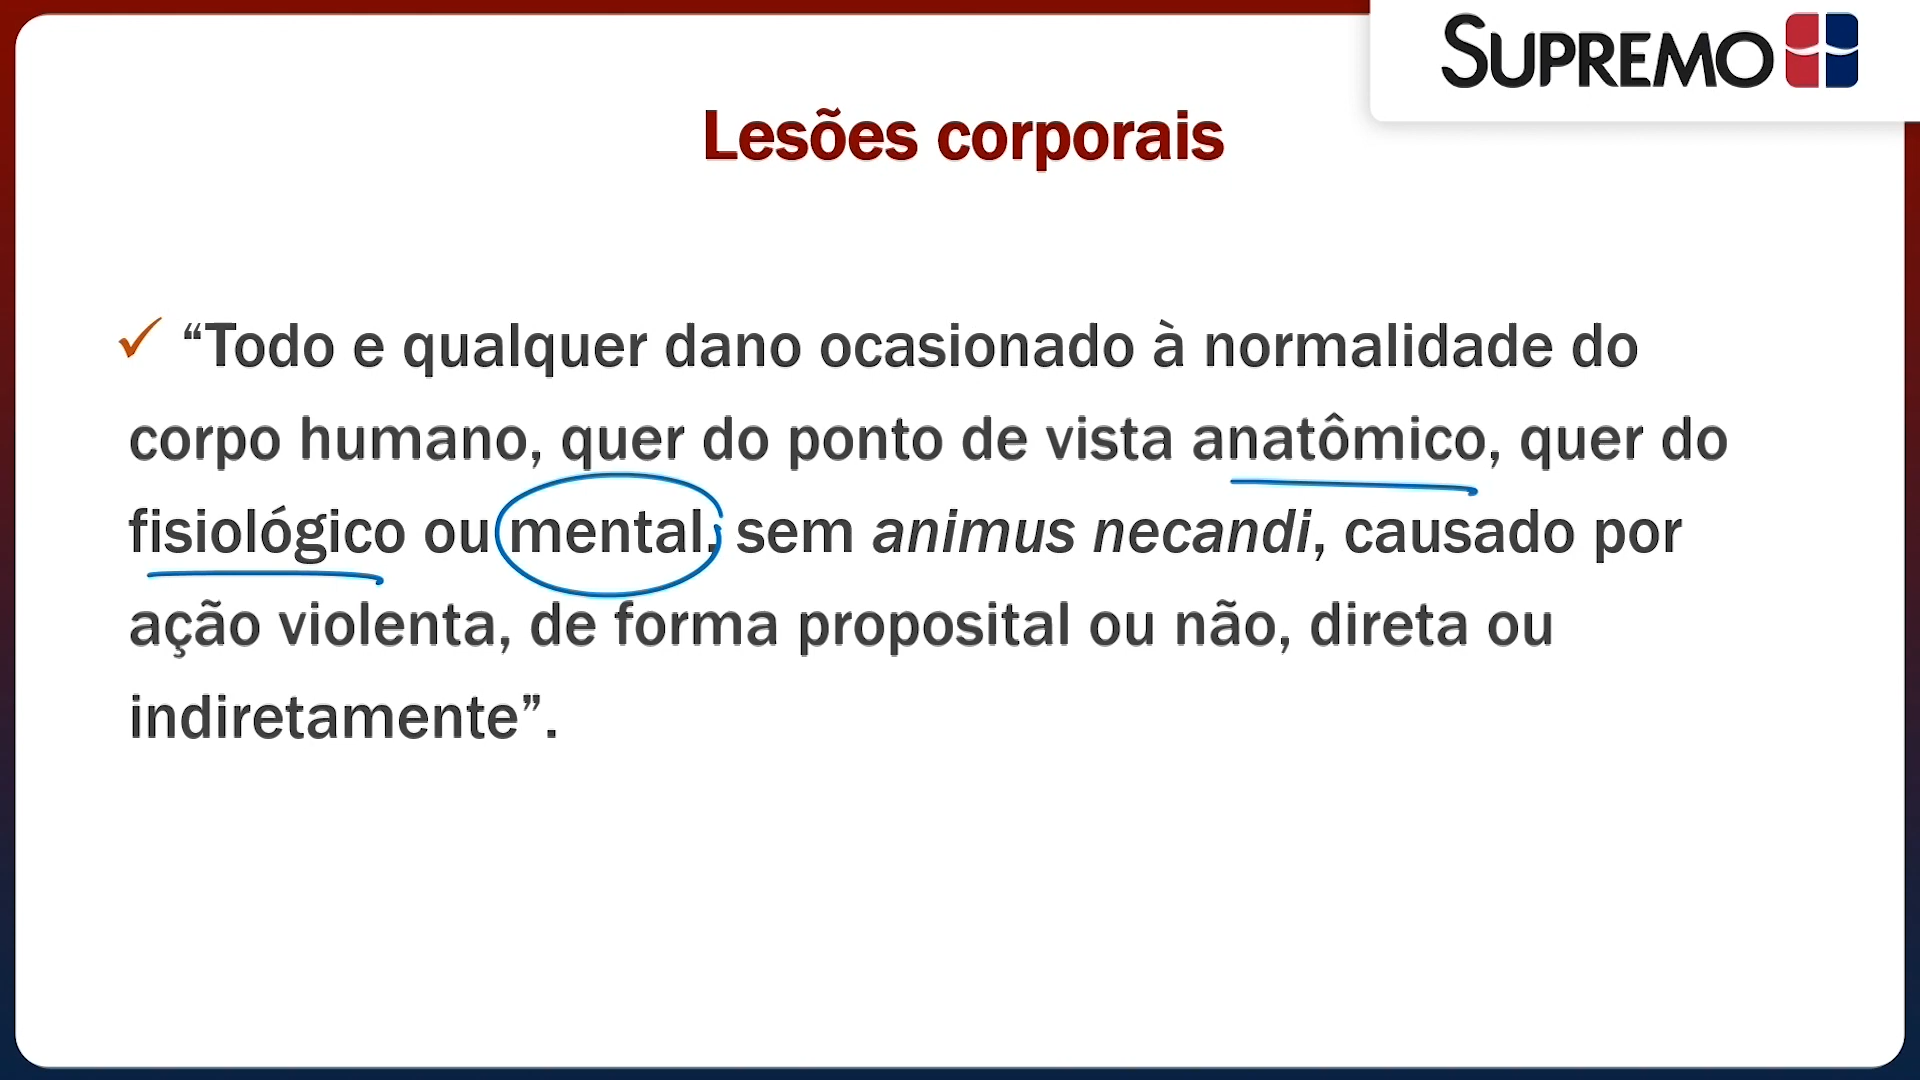 SUPREMO
Lesões corporais
✓ “Todo e qualquer dano ocasionado à normalidade do
corpo humano, quer do ponto de vista anatômico, quer do
fisiológico ou mental, sem animus necandi, causado por
ação violenta, de forma proposital ou não, direta ou
indiretamente”.